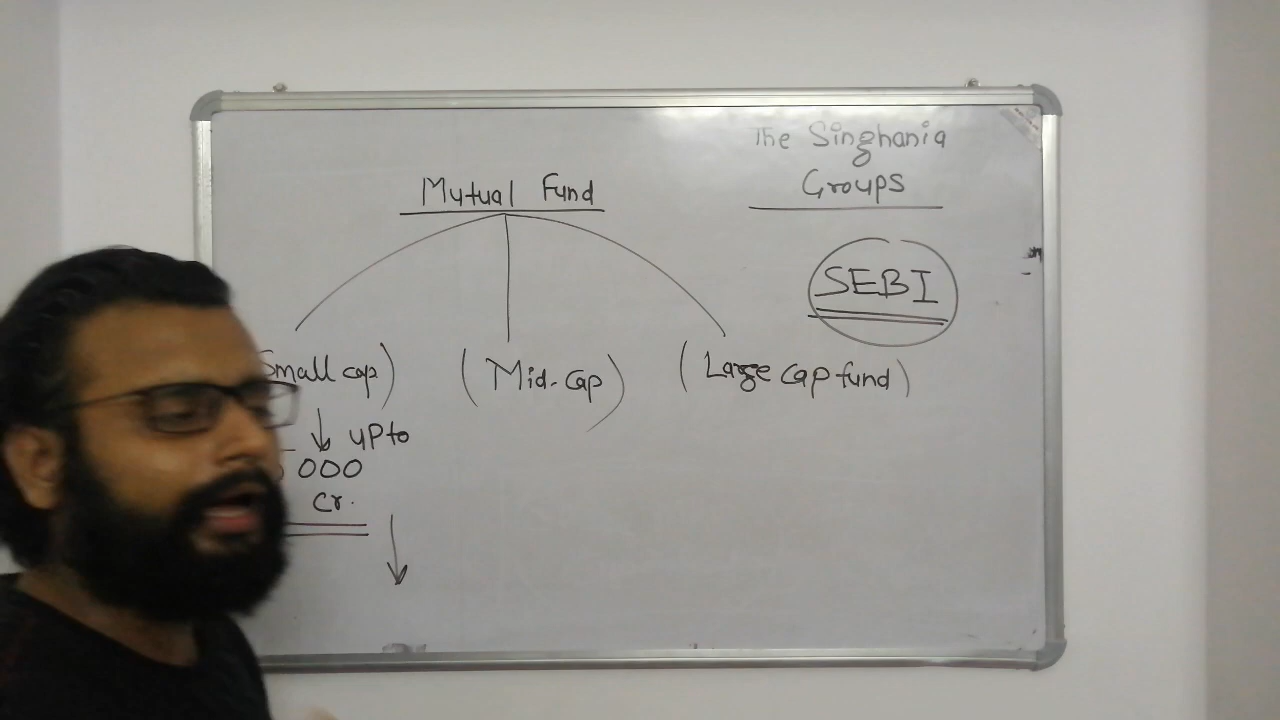 The Singhania
Groups
Mutual Fund
SEBI
Small cap)
(Mid-Cap)
(Large Cap fund)
upto
000
cr.